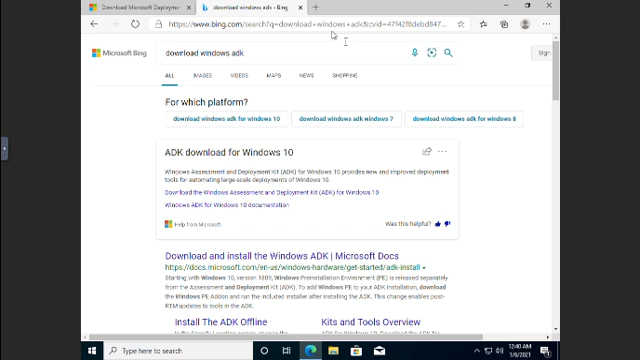 Download Microsoft Deployme
download windows adk - Bing
https://www.bing.com/search?q=download+windows+adk&cvid=47f42f8debd847...
Microsoft Bing
download windows adk
Sign
ALL
IMAGES
VIDEOS
MAPS
NEWS
SHOPPING
For which platform?
download windows adk for windows 10
download windows adk windows 7
download windows adk for windows 8
ADK download for Windows 10
Windows Assessment and Deployment Kit (ADK) for Windows 10 provides new and improved deployment
tools for automating large-scale deployments of Windows 10.
Download the Windows Assessment and Deployment Kit (ADK) for Windows 10
Windows ADK for Windows 10 documentation
Help from Microsoft
Was this helpful?
Download and install the Windows ADK | Microsoft Docs
https://docs.microsoft.com/en-us/windows-hardware/get-started/adk-install
Starting with Windows 10, version 1809, Windows Preinstallation Environment (PE) is released separately
from the Assessment and Deployment Kit (ADK). To add Windows PE to your ADK installation, download
the Windows PE Addon and run the included installer after installing the ADK. This change enables post-
RTM updates to tools in the ADK.
Install The ADK Offline
Kits and Tools Overview
Type here to search
12:40 AM
1/6/2021